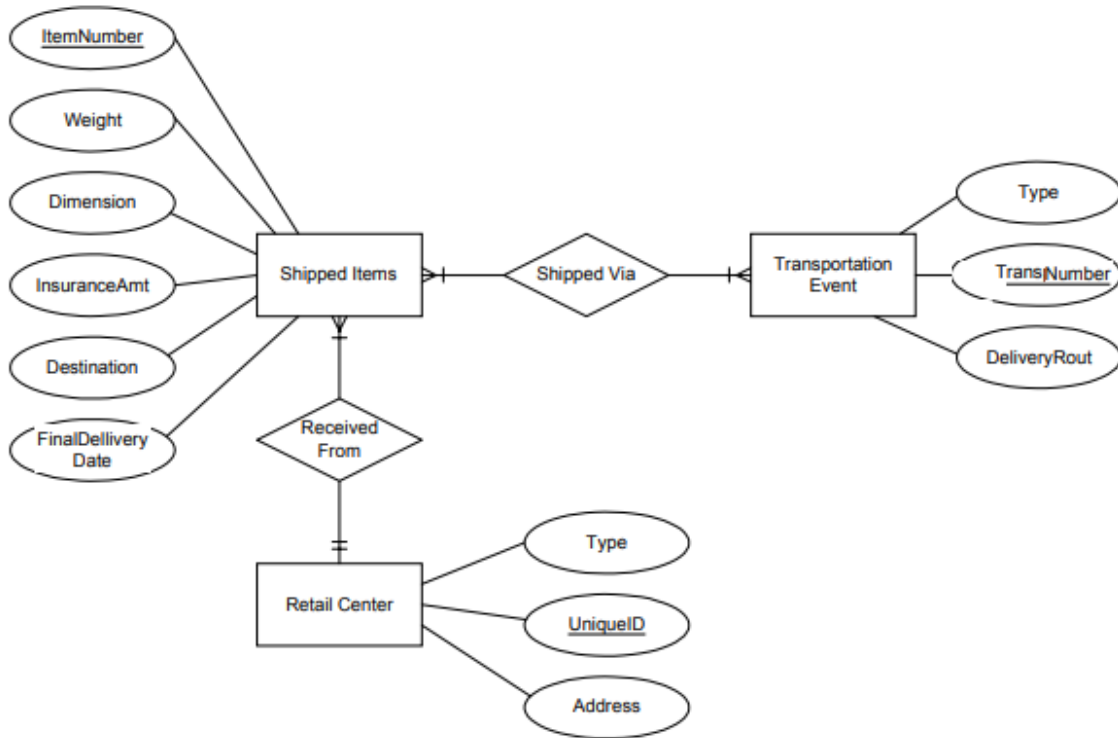 ItemNumber
Weight
Dimension
InsuranceAmt
Destination
FinalDellivery
Date
Shipped Items
Shipped Via
Transportation
Event
Type
TranspNumber
DeliveryRout
Received
From
Retail Center
Type
UniqueID
Address